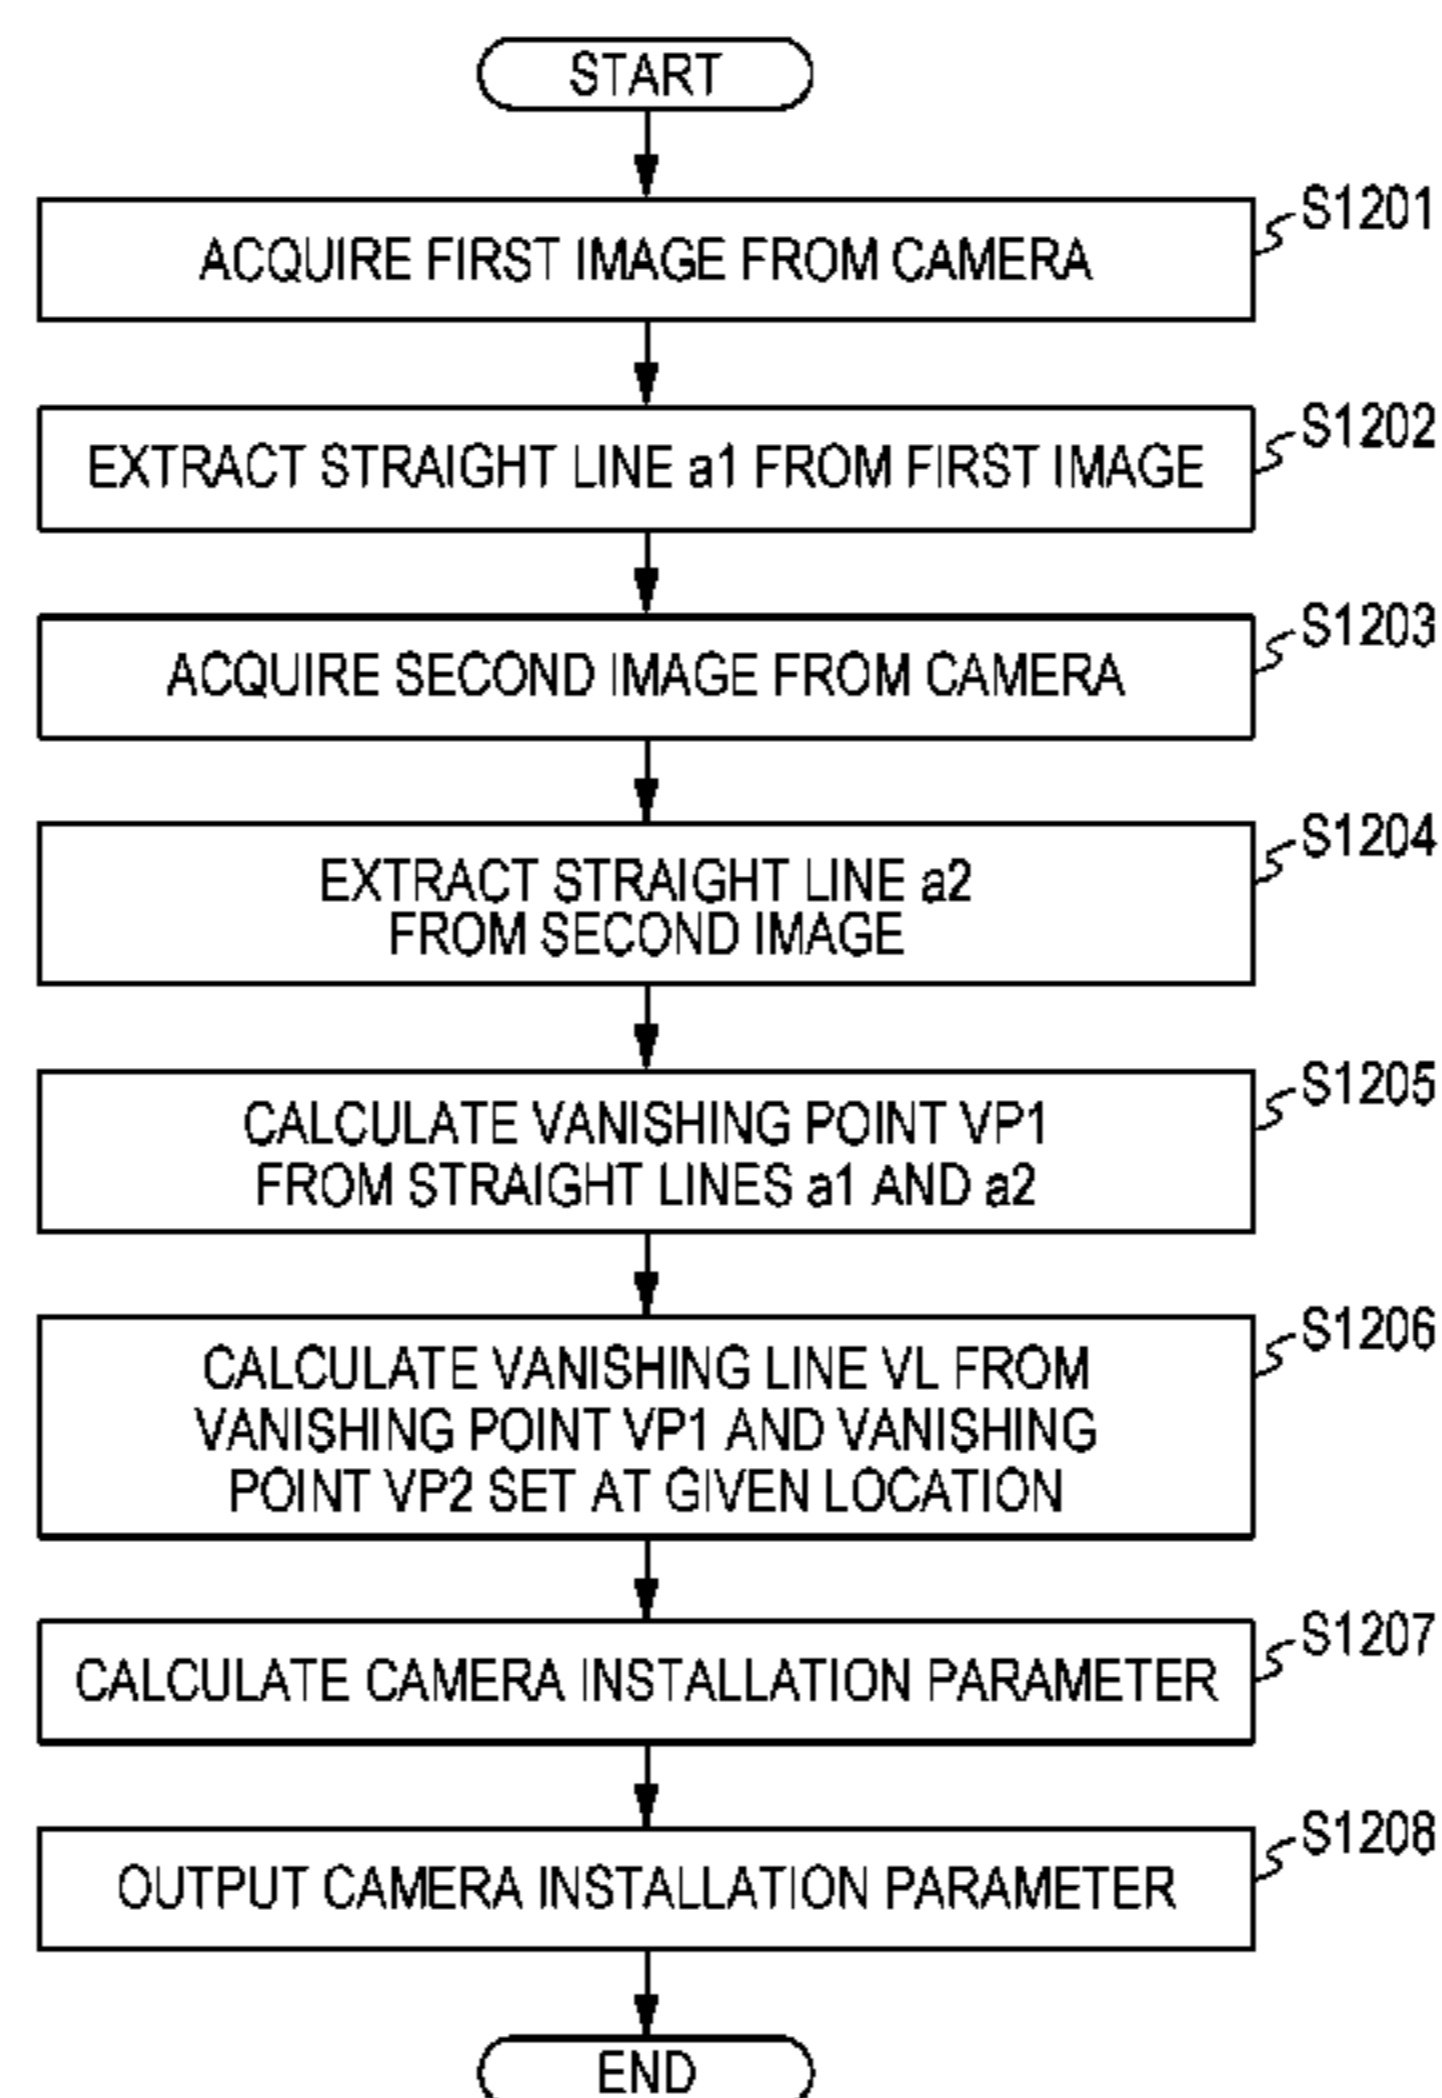 START
S1201
ACQUIRE FIRST IMAGE FROM CAMERA
S1202
EXTRACT STRAIGHT LINE a1 FROM FIRST IMAGE
S1203
ACQUIRE SECOND IMAGE FROM CAMERA
S1204
EXTRACT STRAIGHT LINE a2
FROM SECOND IMAGE
S1205
CALCULATE VANISHING POINT VP1
FROM STRAIGHT LINES a1 AND a2
S1206
CALCULATE VANISHING LINE VL FROM
VANISHING POINT VP1 AND VANISHING
POINT VP2 SET AT GIVEN LOCATION
S1207
CALCULATE CAMERA INSTALLATION PARAMETER
S1208
OUTPUT CAMERA INSTALLATION PARAMETER
END